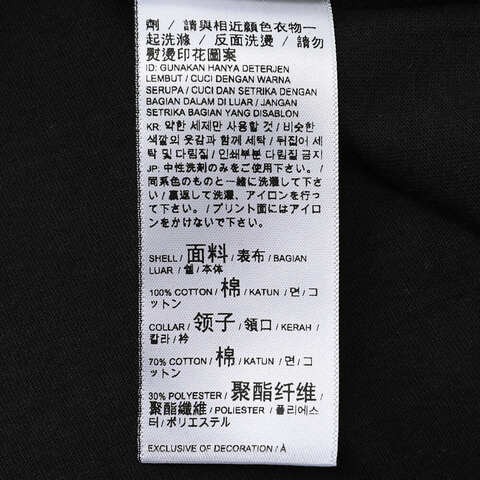 劑 / 請與相近顏色衣物一
起洗滌 / 反面洗燙 / 請勿
熨燙印花圖案
ID: GUNAKAN HANYA DETERJEN
LEMBUT / CUCI DENGAN WARNA
SERUPA / CUCI DAN SETRIKA DENGAN
BAGIAN DALAM DI LUAR / JANGAN
SETRIKA BAGIAN YANG DISABLON
KR: 약한 세제만 사용할 것 / 비슷한
색깔의 옷감과 함께 세탁 / 뒤집어 세
탁 및 다림질 / 인쇄부분 다림질 금지
JP: 中性洗剤のみをご使用下さい。 /
同系色のものと一緒に洗濯して下さい
/ 裏返して洗濯、アイロンを行っ
て下さい。 / プリント面にはアイロ
ンをかけないで下さい。
SHELL / 面料 / 表布 / BAGIAN
LUAR / 쉘 / 本体
100% COTTON / 棉 / KATUN / 면 / コ
ットン
COLLAR / 领子 / 領口 / KERAH /
칼라 / 衿
70% COTTON / 棉 / KATUN / 면 / コ
ットン
30% POLYESTER / 聚酯纤维 /
聚酯纖維 / POLIESTER / 폴리에스
터 / ポリエステル
EXCLUSIVE OF DECORATION / À